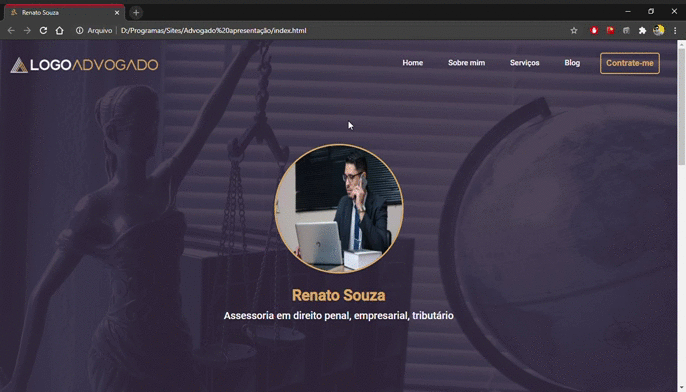 Renato Souza
Arquivo | D:/Programas/Sites/Advogado%20apresentação/index.html
LOGOADVOGADO
Home
Sobre mim
Serviços
Blog
Contrate-me
Renato Souza
Assessoria em direito penal, empresarial, tributário